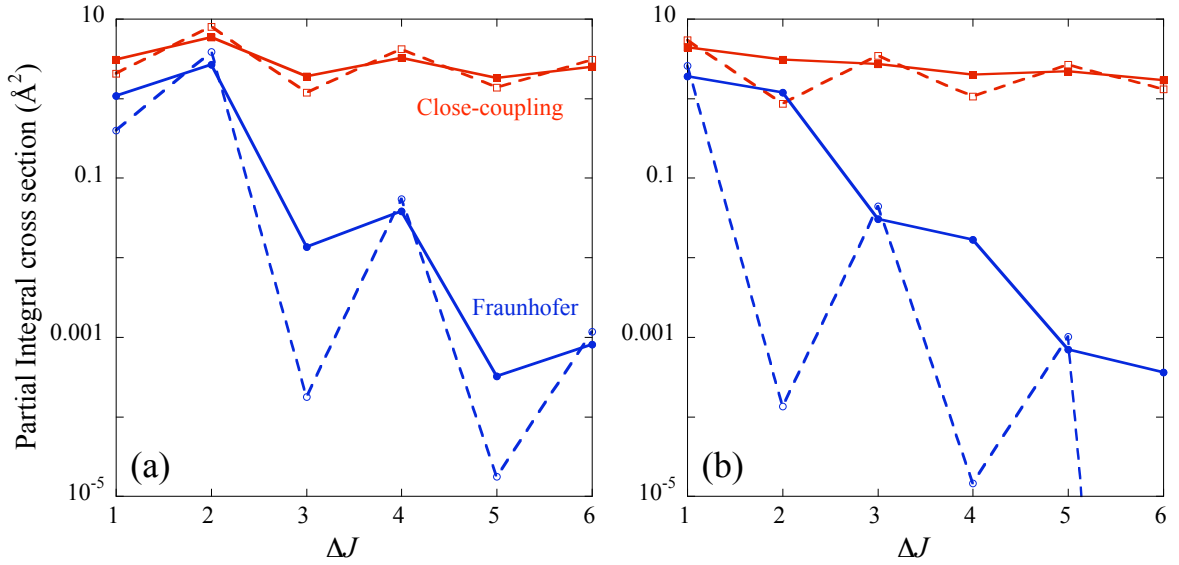 Partial Integral cross section (Å²)
10
0.1
0.001
10⁻⁵
Close-coupling
Fraunhofer
(a)
(b)
1 2 3 4 5 6
ΔJ
10
0.1
0.001
10⁻⁵
1 2 3 4 5 6
ΔJ